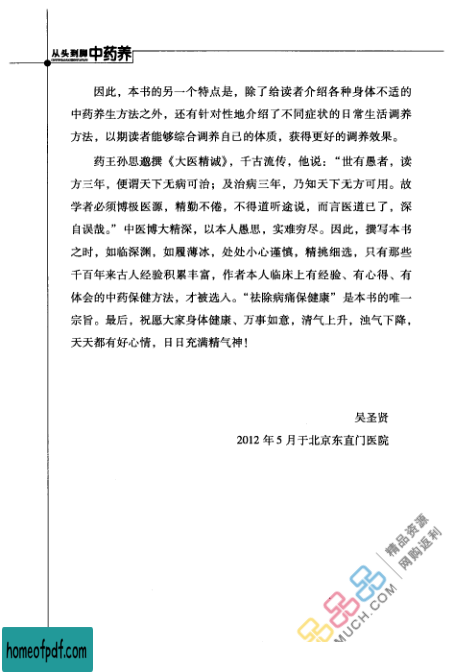 从头到脚中药养
因此，本书的另一个特点是，除了给读者介绍各种身体不适的
中药养生方法之外，还有针对性地介绍了不同症状的日常生活调养
方法，以期读者能够综合调养自己的体质，获得更好的调养效果。
药王孙思邈撰《大医精诚》，千古流传，他说：“世有愚者，读
方三年，便谓天下无病可治；及治病三年，乃知天下无方可用。故
学者必须博极医源，精勤不倦，不得道听途说，而言医道已了，深
自误哉。”中医博大精深，以本人愚思，实难穷尽。因此，撰写本书
之时，如临深渊，如履薄冰，处处小心谨慎，精挑细选，只有那些
千百年来古人经验积累丰富，作者本人临床上有经验、有心得、有
体会的中药保健方法，才被选入。“祛除病痛保健康”是本书的唯一
宗旨。最后，祝愿大家身体健康、万事如意，清气上升，浊气下降，
天天都有好心情，日日充满精气神！
吴圣贤
2012 年 5 月于北京东直门医院
精品资源
网购返利
MUCH.COM
homeofpdf.com